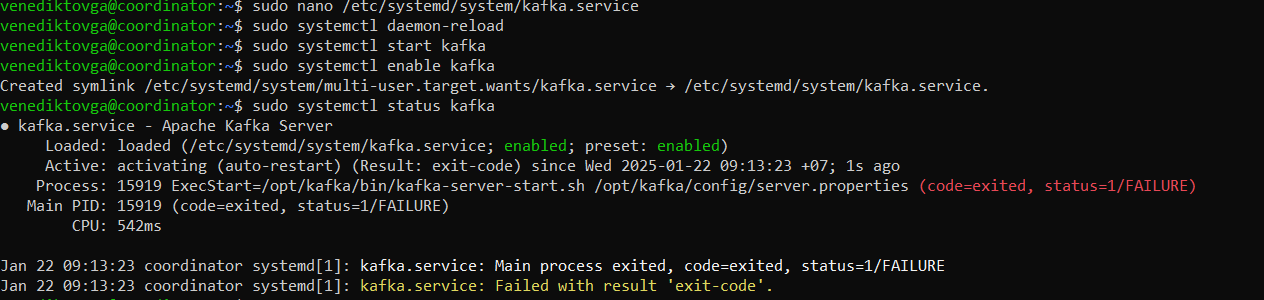 venediktovga@coordinator:~$ sudo nano /etc/systemd/system/kafka.service
venediktovga@coordinator:~$ sudo systemctl daemon-reload
venediktovga@coordinator:~$ sudo systemctl start kafka
venediktovga@coordinator:~$ sudo systemctl enable kafka
Created symlink /etc/systemd/system/multi-user.target.wants/kafka.service → /etc/systemd/system/kafka.service.
venediktovga@coordinator:~$ sudo systemctl status kafka
● kafka.service - Apache Kafka Server
Loaded: loaded (/etc/systemd/system/kafka.service; enabled; preset: enabled)
Active: activating (auto-restart) (Result: exit-code) since Wed 2025-01-22 09:13:23 +07; 1s ago
Process: 15919 ExecStart=/opt/kafka/bin/kafka-server-start.sh /opt/kafka/config/server.properties (code=exited, status=1/FAILURE)
Main PID: 15919 (code=exited, status=1/FAILURE)
CPU: 542ms
Jan 22 09:13:23 coordinator systemd[1]: kafka.service: Main process exited, code=exited, status=1/FAILURE
Jan 22 09:13:23 coordinator systemd[1]: kafka.service: Failed with result 'exit-code'.